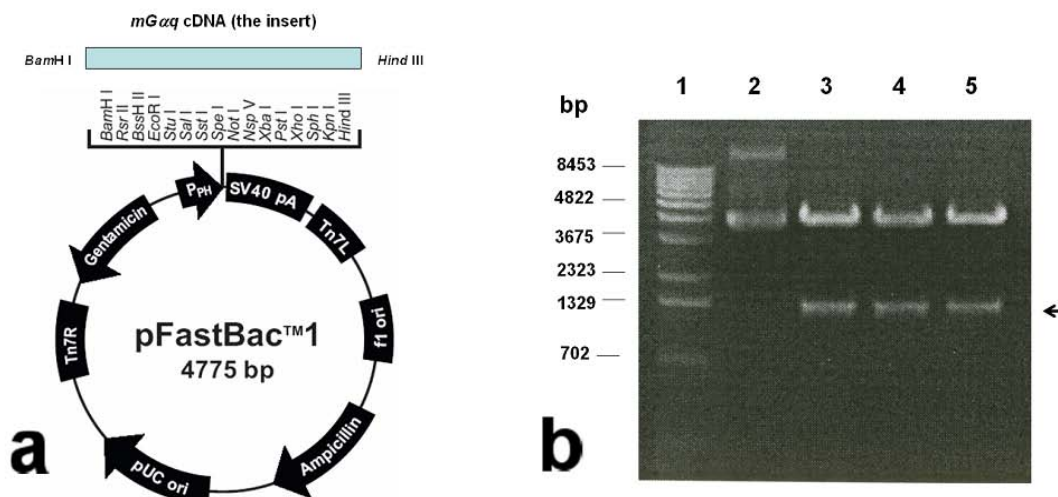 mGαq cDNA (the insert)
BamH I
Hind III
BamH I
Rsr II
BssH II
EcoR I
Stu I
Sal I
Sst I
Spe I
Not I
Nsp V
Xba I
Pst I
Xho I
Sph I
Kpn I
Hind III
PPH
SV40 pA
Tn7L
f1 ori
Ampicillin
pUC ori
Tn7R
Gentamicin
pFastBac™1
4775 bp
a
1 2 3 4 5
bp
8453
4822
3675
2323
1329
702
b